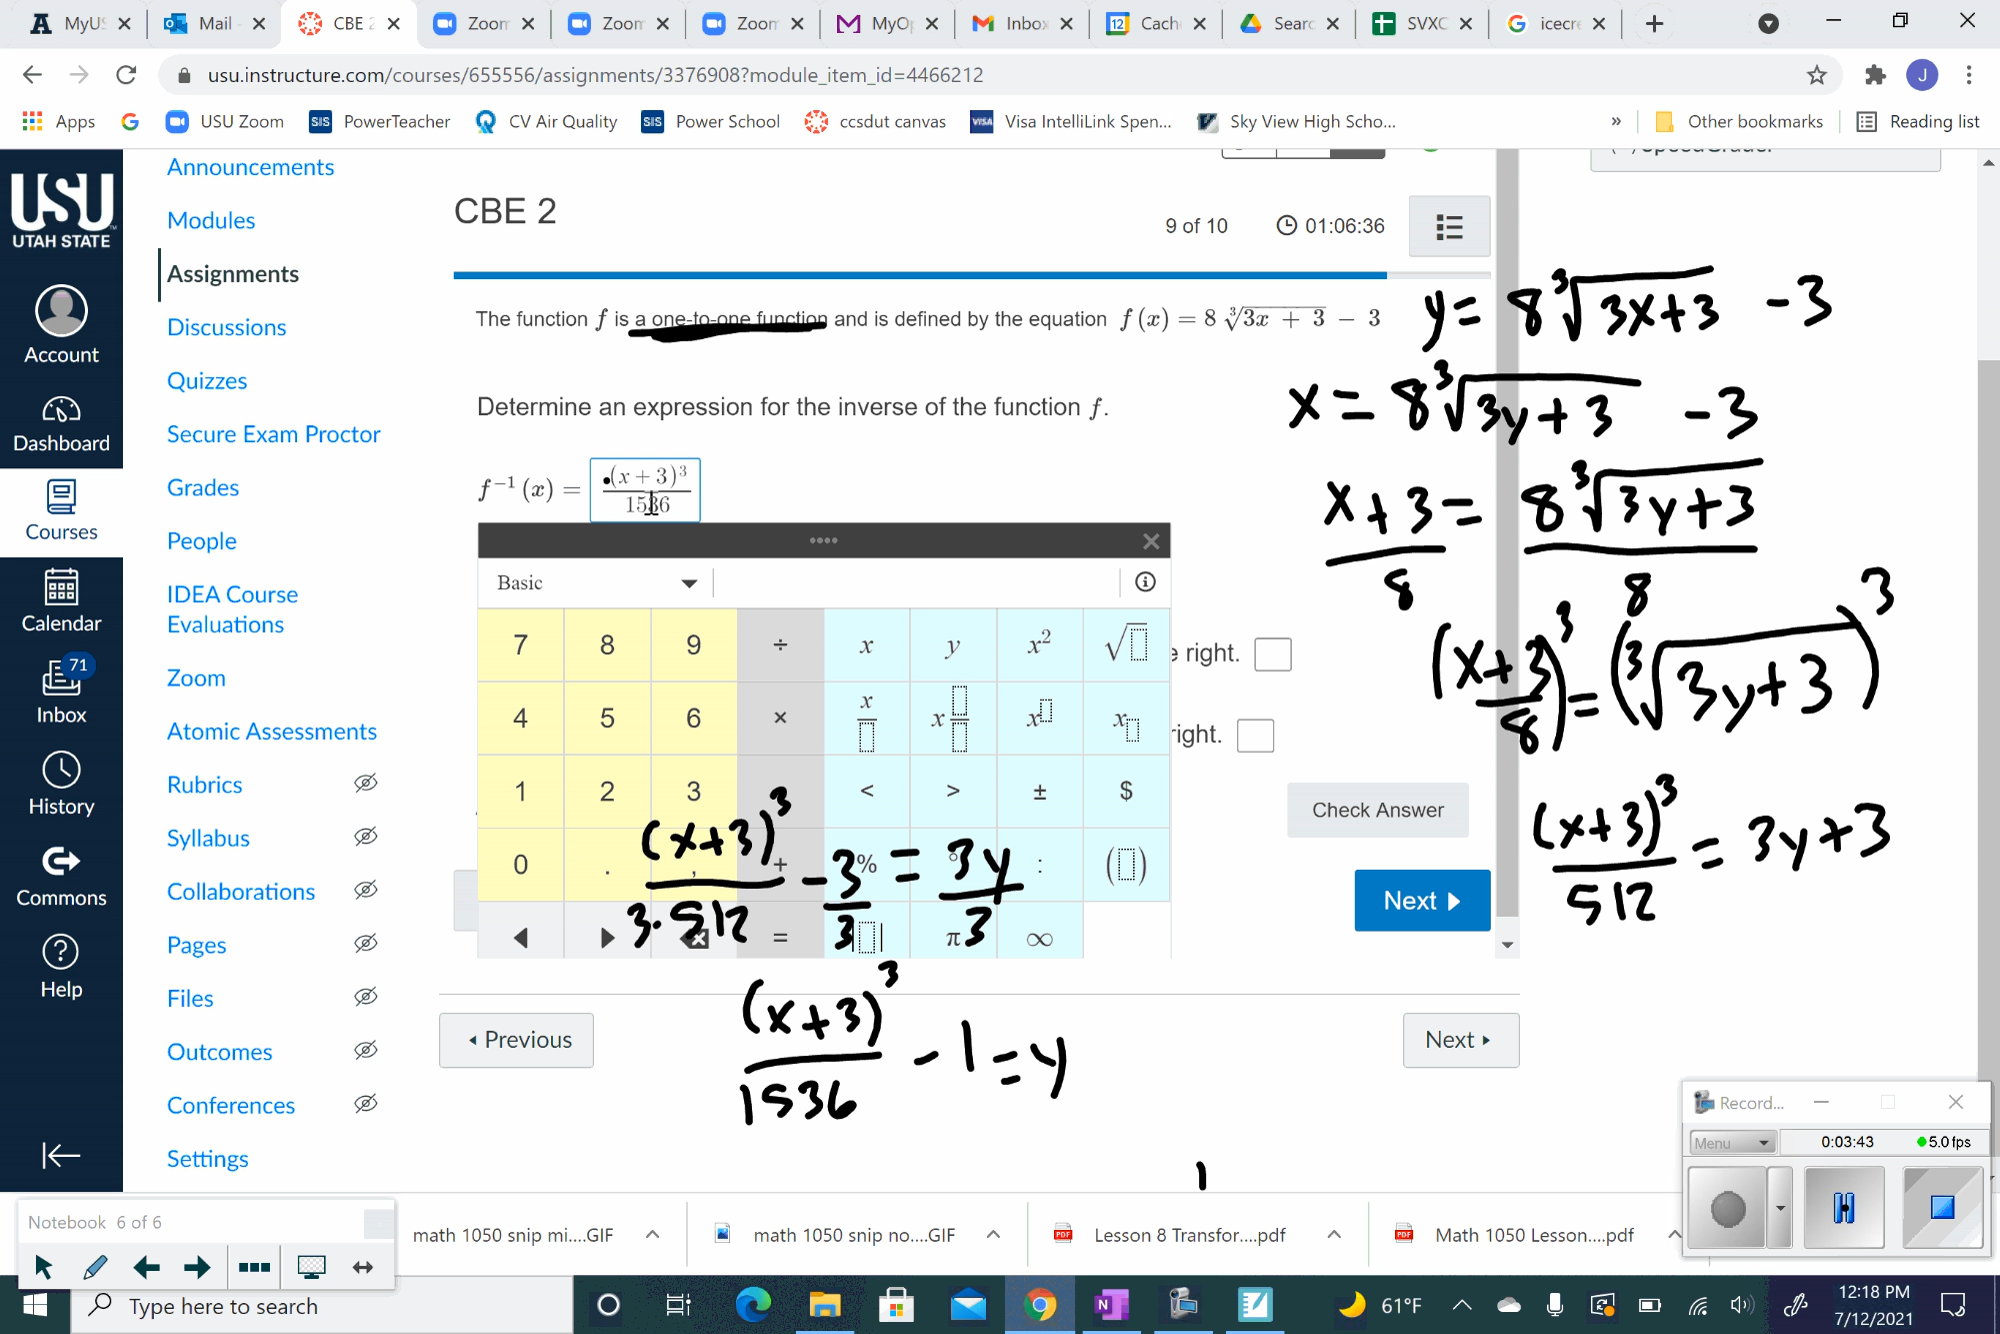 MyUS Mail - CBE 2 Zoom Zoom Zoom MyOp Inbox 12 Cach Searc SVXC icecre
usu.instructure.com/courses/655556/assignments/3376908?module_item_id=4466212 J
Apps USU Zoom SIS PowerTeacher CV Air Quality SIS Power School ccsdut canvas VISA Visa IntelliLink Spen... Sky View High Scho... » Other bookmarks Reading list
USU
UTAH STATE
Account
Dashboard
Courses
Calendar
71
Inbox
History
Commons
Help
Announcements
Modules
Assignments
Discussions
Quizzes
Secure Exam Proctor
Grades
People
IDEA Course
Evaluations
Zoom
Atomic Assessments
Rubrics
Syllabus
Collaborations
Pages
Files
Outcomes
Conferences
Settings
CBE 2
9 of 10 01:06:36
The function f is a one-to-one function and is defined by the equation f (x) = 8 ∛(3x + 3) − 3
Determine an expression for the inverse of the function f.
f⁻¹ (x) = (x + 3)³ / 1536
Basic
7 8 9 ÷ x y x² √
4 5 6 × x
1 2 3 < > ± $
0 . , + % : ()
= π ∞
right.
right.
Check Answer
Next
Previous
Next
y = 8∛(3x+3) -3
x = 8∛(3y+3) -3
(x+3)/8 = 8∛(3y+3)/8
((x+3)/8)³ = (∛(3y+3))³
(x+3)³/512 = 3y+3
(x+3)³/(3·512) - 3/3 = 3y/3
(x+3)³/1536 - 1 = y
Record...
Menu 0:03:43 5.0 fps
Notebook 6 of 6
math 1050 snip mi....GIF math 1050 snip no....GIF Lesson 8 Transfor....pdf Math 1050 Lesson....pdf
Type here to search
61°F
12:18 PM
7/12/2021